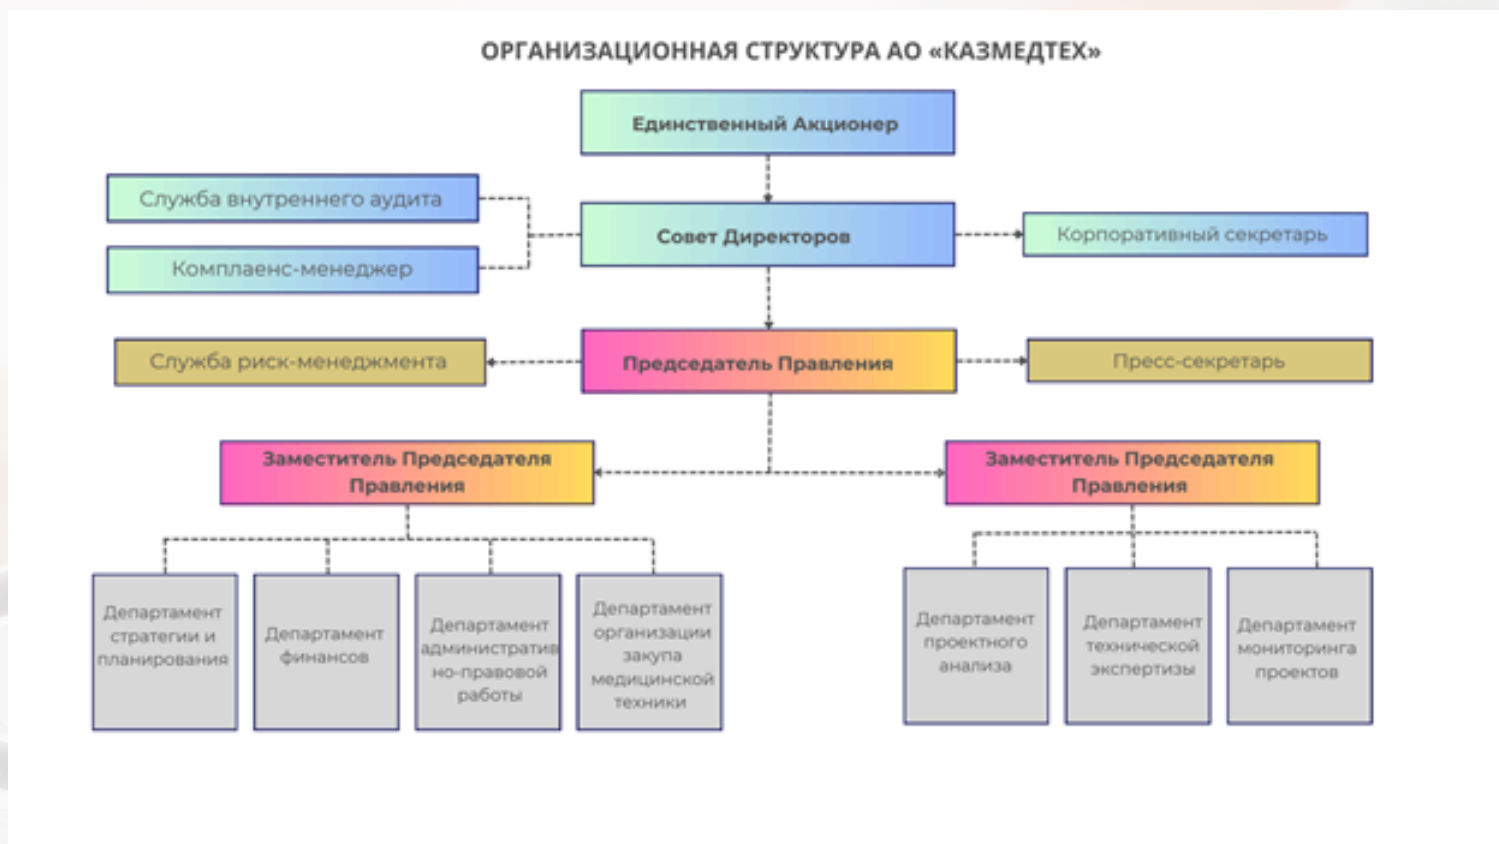 ОРГАНИЗАЦИОННАЯ СТРУКТУРА АО «КАЗМЕДТЕХ»
Единственный Акционер
Служба внутреннего аудита
Совет Директоров
Корпоративный секретарь
Комплаенс-менеджер
Служба риск-менеджмента
Председатель Правления
Пресс-секретарь
Заместитель Председателя
Правления
Заместитель Председателя
Правления
Департамент
стратегии и
планирования
Департамент
финансов
Департамент
административ
но-правовой
работы
Департамент
организации
закупа
медицинской
техники
Департамент
проектного
анализа
Департамент
технической
экспертизы
Департамент
мониторинга
проектов